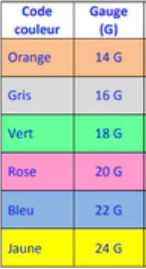 Code couleur Gauge (G)
Orange 14 G
Gris 16 G
Vert 18 G
Rose 20 G
Bleu 22 G
Jaune 24 G